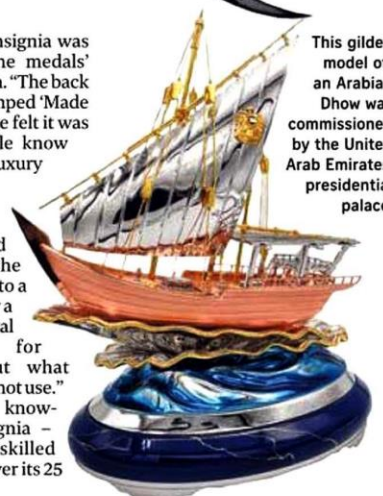 nsignia was
he medals’
. “The back
mped ‘Made
e felt it was
le know
uxury
d
he
to a
a
al
for
t what
not use.”
know-
gnia –
skilled
er its 25
This gilde
model o
an Arabia
Dhow wa
commissione
by the Unite
Arab Emirate
presidentia
palace